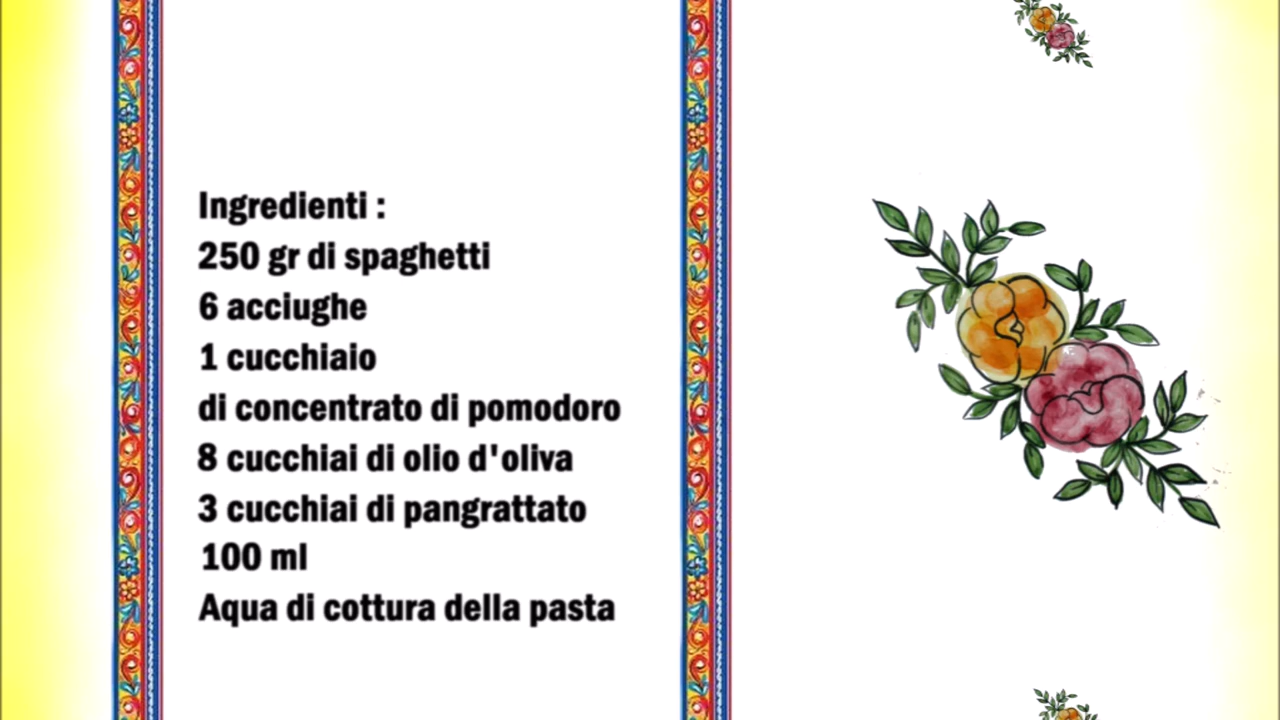 Ingredienti :
250 gr di spaghetti
6 acciughe
1 cucchiaio
di concentrato di pomodoro
8 cucchiai di olio d'oliva
3 cucchiai di pangrattato
100 ml
Aqua di cottura della pasta